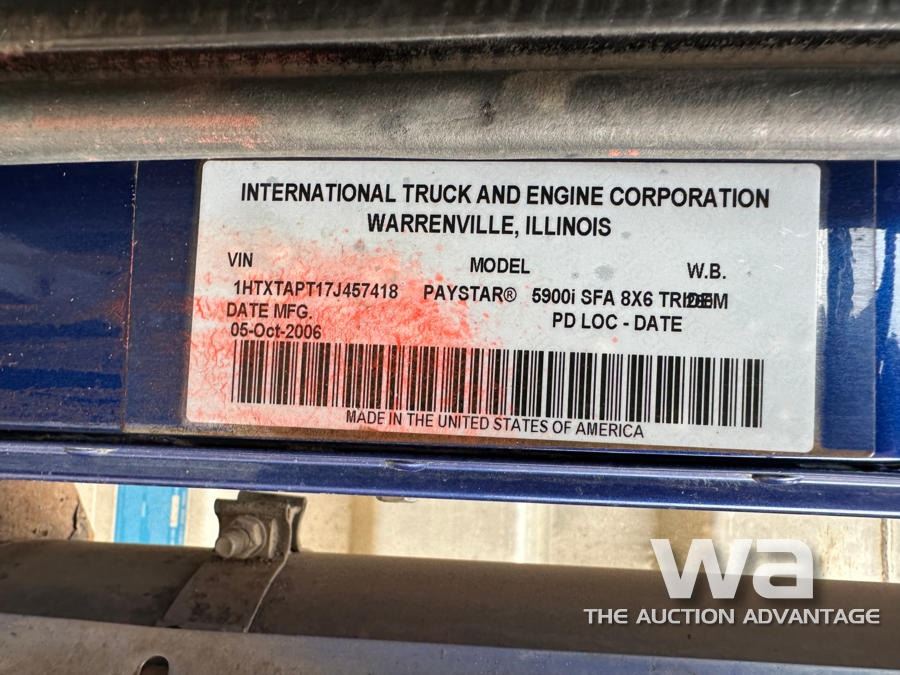 INTERNATIONAL TRUCK AND ENGINE CORPORATION
WARRENVILLE, ILLINOIS
VIN MODEL W.B.
1HTXTAPT17J457418 PAYSTAR® 5900i SFA 8X6 TRIDEM
DATE MFG. PD LOC - DATE
05-Oct-2006
MADE IN THE UNITED STATES OF AMERICA
wa
THE AUCTION ADVANTAGE